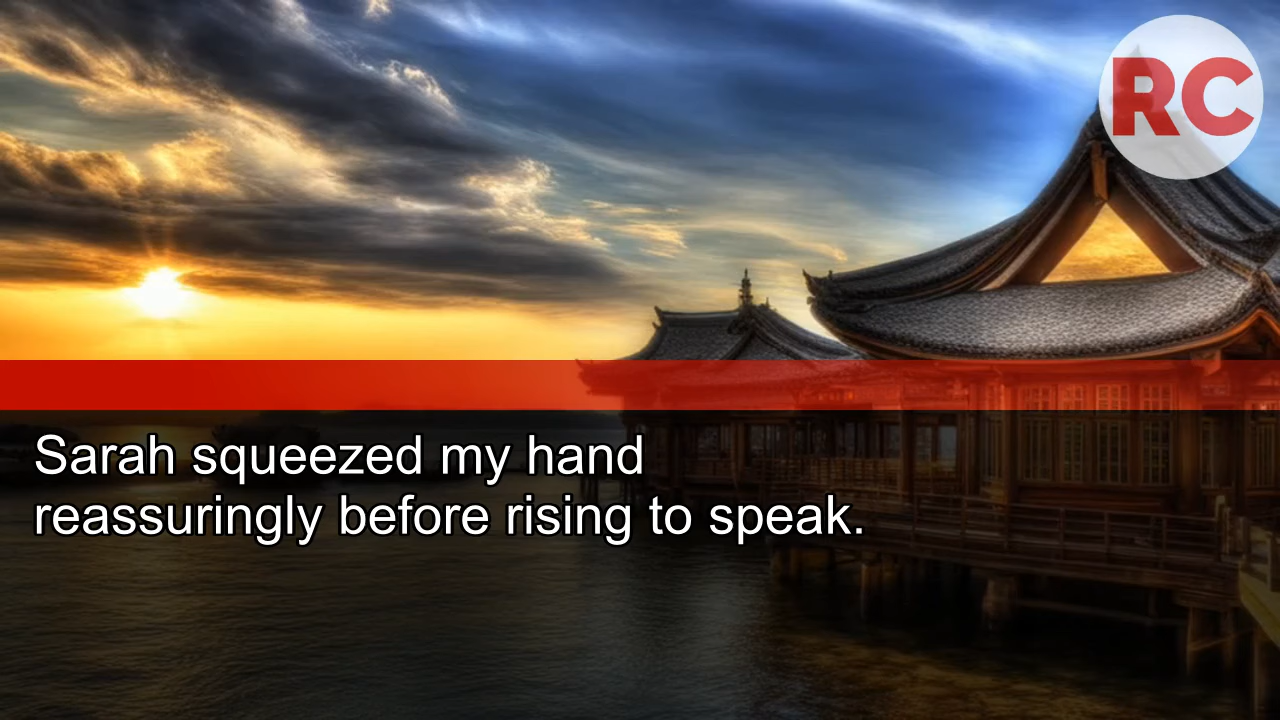 RC
Sarah squeezed my hand
reassuringly before rising to speak.